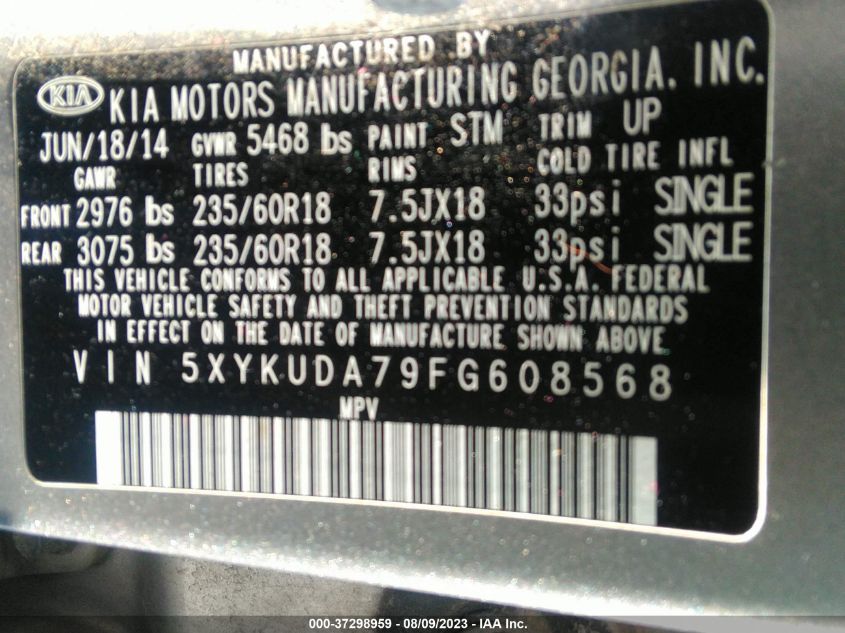 MANUFACTURED BY
KIA KIA MOTORS MANUFACTURING GEORGIA. INC.
JUN/18/14 GVWR 5468 lbs PAINT STM TRIM UP
GAWR TIRES RIMS COLD TIRE INFL
FRONT 2976 lbs 235/60R18 7.5JX18 33psi SINGLE
REAR 3075 lbs 235/60R18 7.5JX18 33psi SINGLE
THIS VEHICLE CONFORMS TO ALL APPLICABLE U.S.A. FEDERAL
MOTOR VEHICLE SAFETY AND THEFT PREVENTION STANDARDS
IN EFFECT ON THE DATE OF MANUFACTURE SHOWN ABOVE.
VIN 5XYKUDA79FG608568
MPV
000-37298959 - 08/09/2023 - IAA Inc.